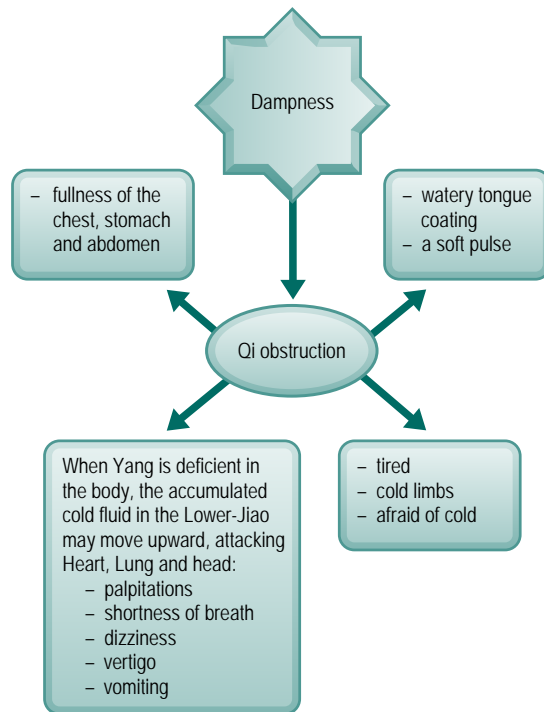 Dampness
– fullness of the
chest, stomach
and abdomen
– watery tongue
coating
– a soft pulse
Qi obstruction
When Yang is deficient in
the body, the accumulated
cold fluid in the Lower-Jiao
may move upward, attacking
Heart, Lung and head:
– palpitations
– shortness of breath
– dizziness
– vertigo
– vomiting
– tired
– cold limbs
– afraid of cold